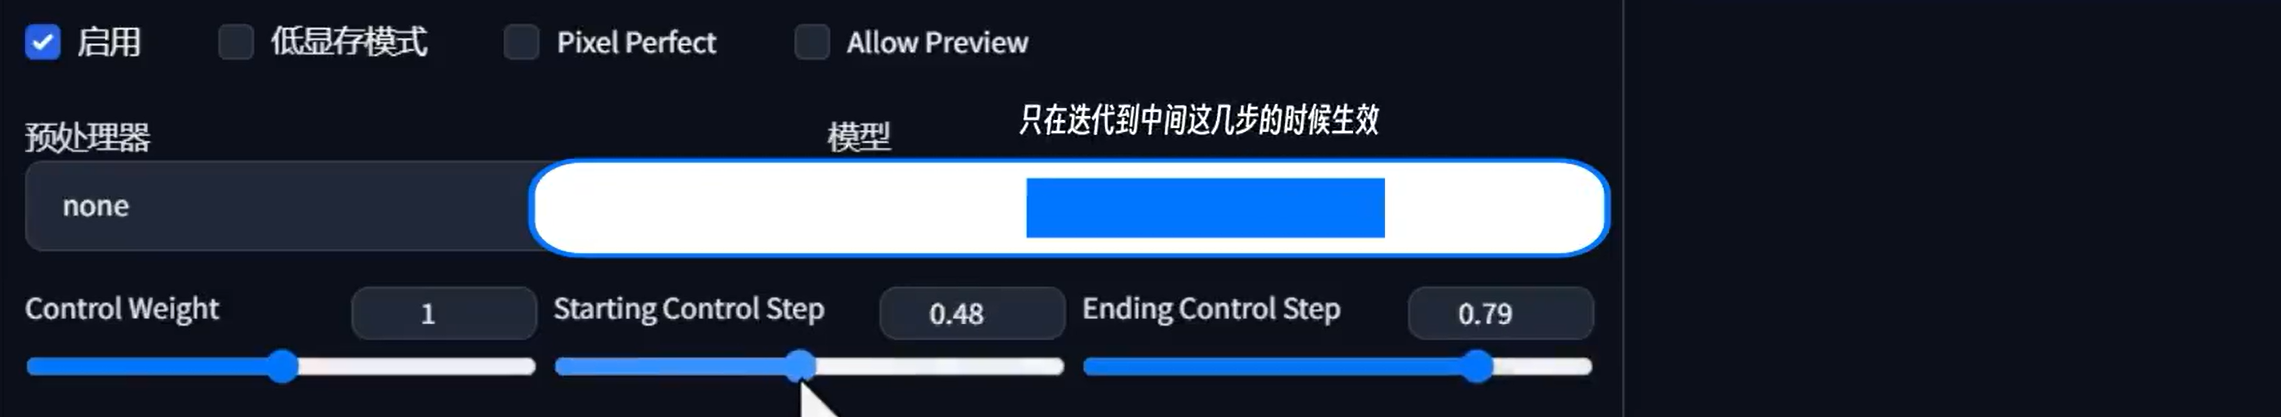 启用 低显存模式 Pixel Perfect Allow Preview
只在迭代到中间这几步的时候生效
预处理器 模型
none
Control Weight 1 Starting Control Step 0.48 Ending Control Step 0.79